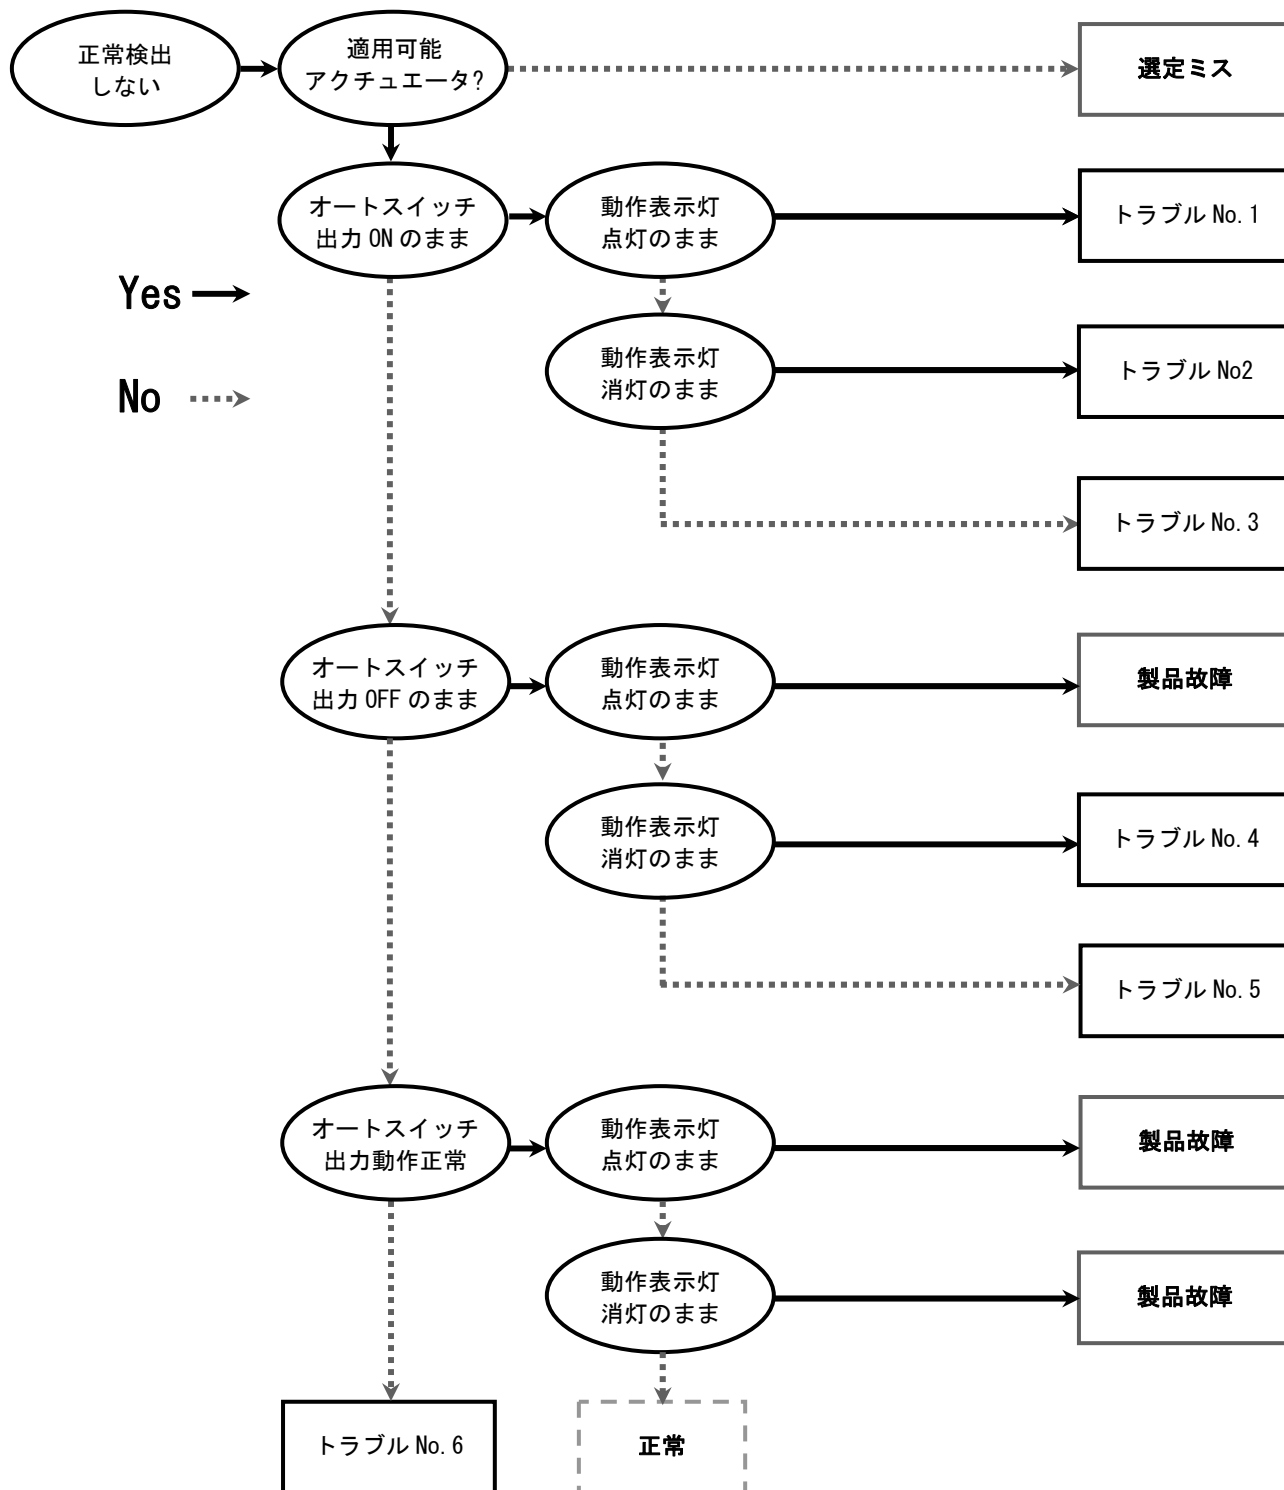 正常検出
しない
適用可能
アクチュエータ?
選定ミス
オートスイッチ
出力 ON のまま
動作表示灯
点灯のまま
トラブル No. 1
Yes
動作表示灯
消灯のまま
トラブル No2
No
トラブル No. 3
オートスイッチ
出力 OFF のまま
動作表示灯
点灯のまま
製品故障
動作表示灯
消灯のまま
トラブル No. 4
トラブル No. 5
オートスイッチ
出力動作正常
動作表示灯
点灯のまま
製品故障
動作表示灯
消灯のまま
製品故障
トラブル No. 6
正常